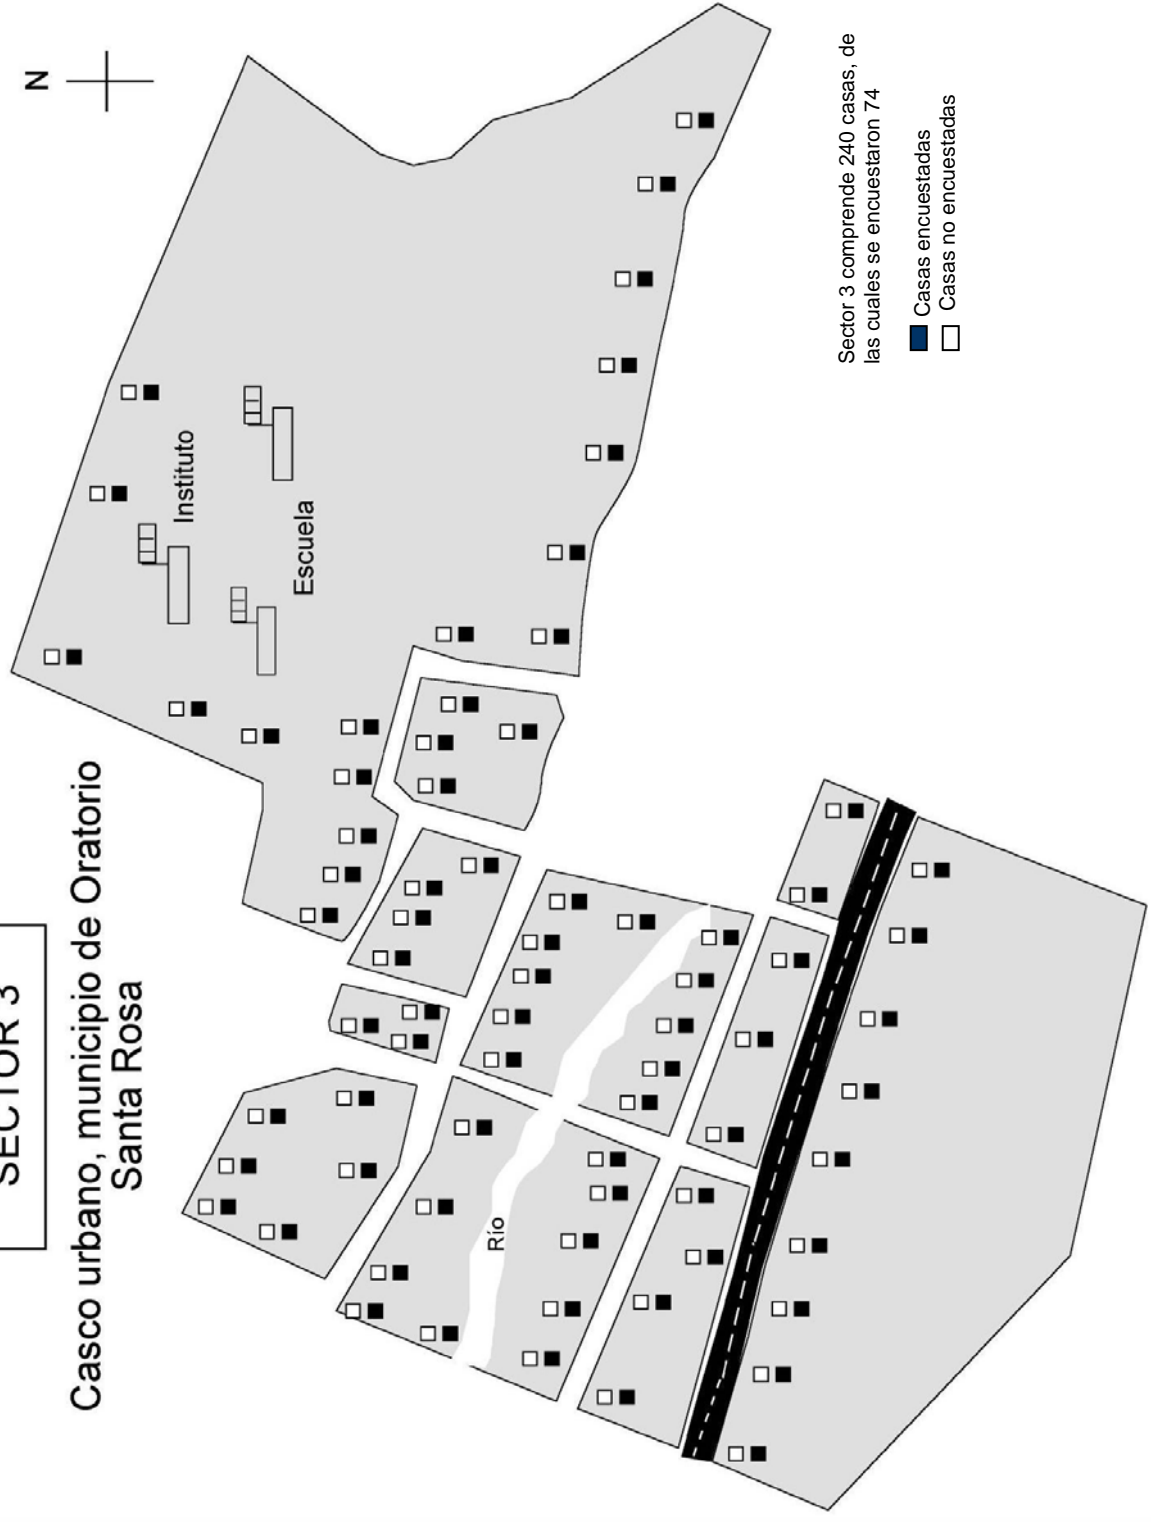 SECTOR 3
Casco urbano, municipio de Oratorio
Santa Rosa
N
Instituto
Escuela
Río
Sector 3 comprende 240 casas, de
las cuales se encuestaron 74
Casas encuestadas
Casas no encuestadas